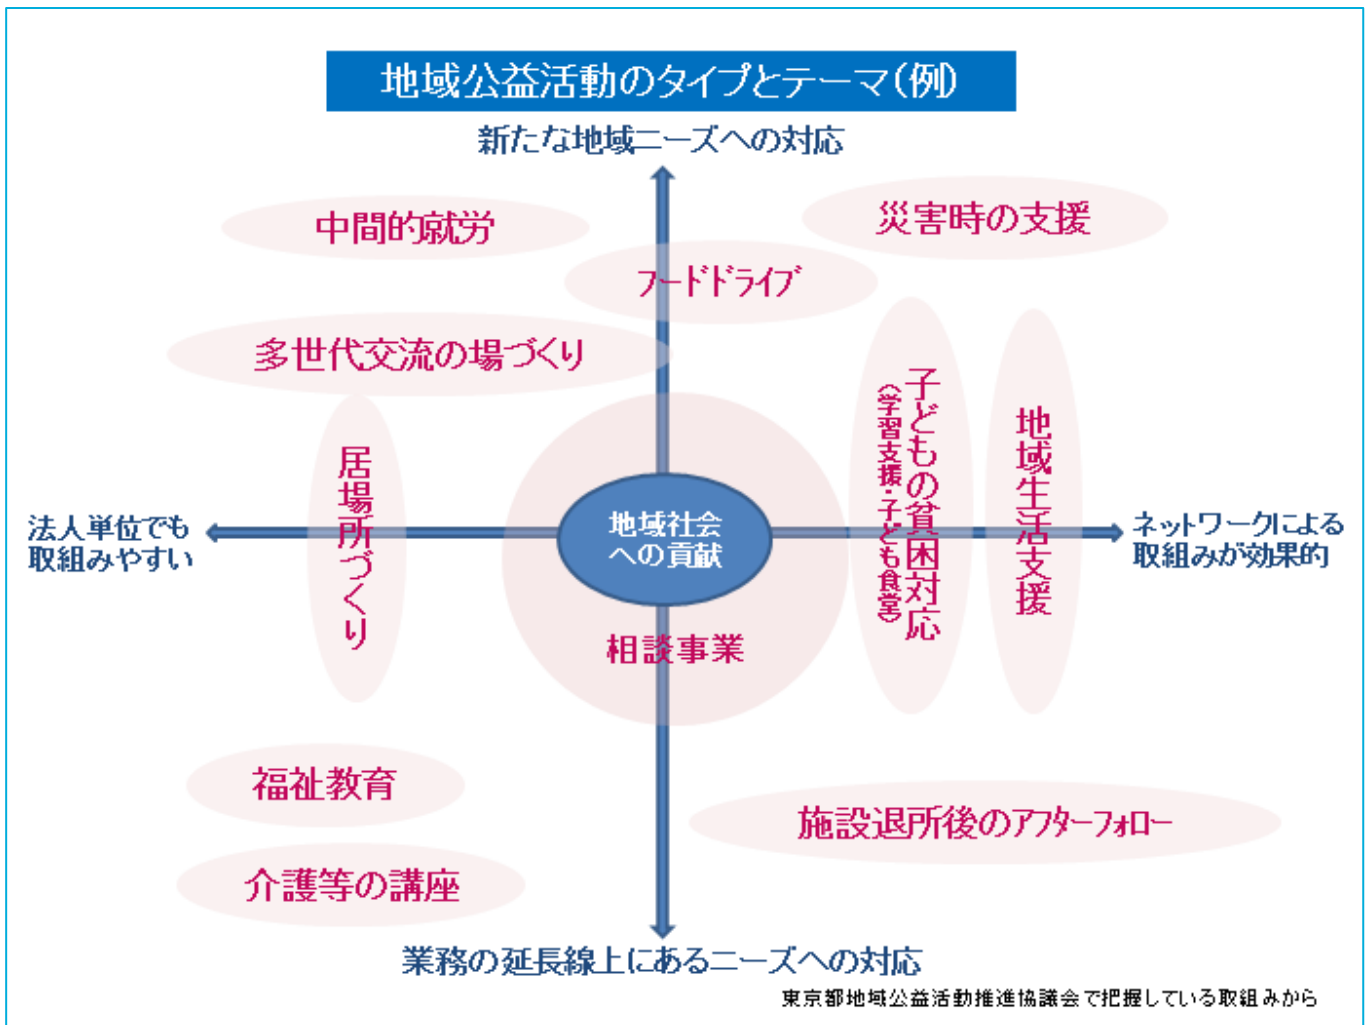 地域公益活動のタイプとテーマ(例)
新たな地域ニーズへの対応
中間的就労
災害時の支援
フードドライブ
多世代交流の場づくり
居場所づくり
子どもの貧困対応
(学習支援・子ども食堂)
地域生活支援
法人単位でも
取組みやすい
地域社会
への貢献
ネットワークによる
取組みが効果的
相談事業
福祉教育
施設退所後のアフターフォロー
介護等の講座
業務の延長線上にあるニーズへの対応
東京都地域公益活動推進協議会で把握している取組みから